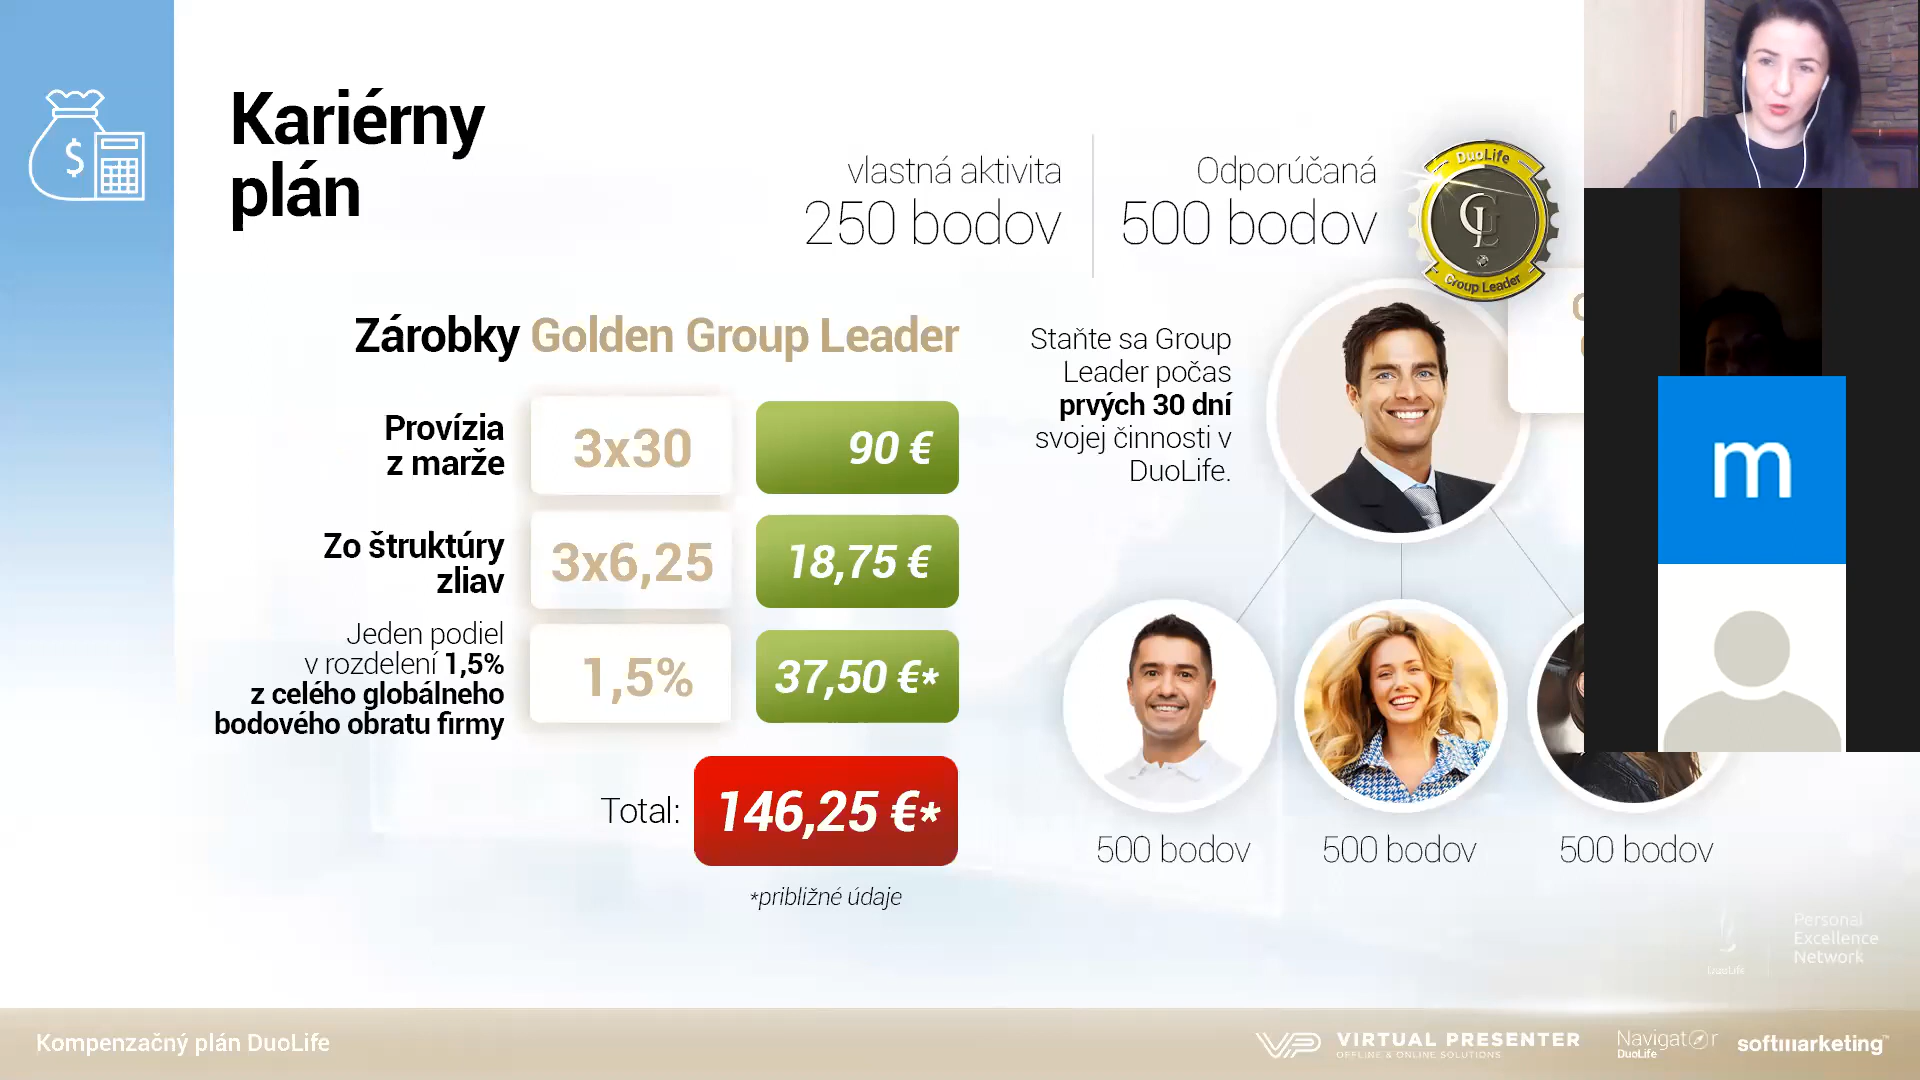 Kariérny
plán
vlastná aktivita
250 bodov
Odporúčaná
500 bodov
DuoLife
Group Leader
Zárobky Golden Group Leader
Staňte sa Group
Leader počas
prvých 30 dní
svojej činnosti v
DuoLife.
Provízia
z marže
3x30
90 €
Zo štruktúry
zliav
3x6,25
18,75 €
Jeden podiel
v rozdelení 1,5%
z celého globálneho
bodového obratu firmy
1,5%
37,50 €*
Total:
146,25 €*
*približné údaje
m
500 bodov
500 bodov
500 bodov
DuoLife
Personal
Excellence
Network
Kompenzačný plán DuoLife
VP VIRTUAL PRESENTER
OFFLINE & ONLINE SOLUTIONS
Navigator
DuoLife
softmarketing™